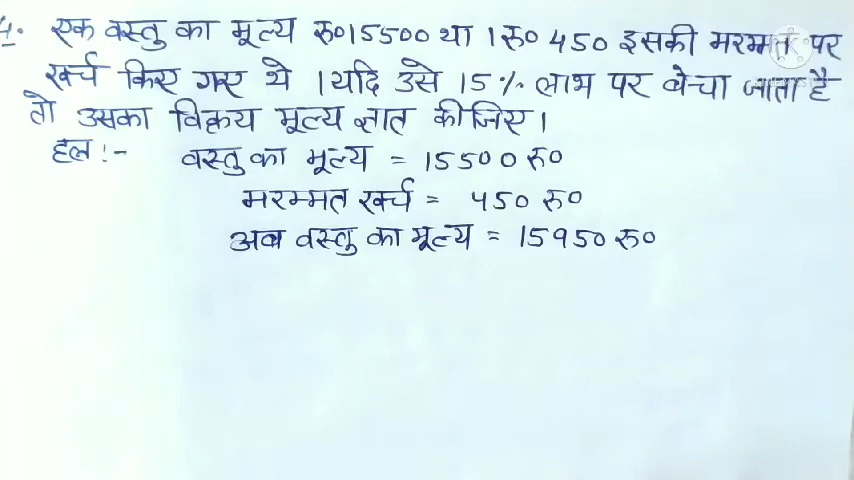 4. एक वस्तु का मूल्य रु०15500 था । रु० 450 इसकी मरम्मत पर
खर्च किए गए थे । यदि उसे 15% लाभ पर बेचा जाता है
तो उसका विक्रय मूल्य ज्ञात कीजिए।
हल :- वस्तु का मूल्य = 15500 रु०
मरम्मत खर्च = 450 रु०
अब वस्तु का मूल्य = 15950 रु०